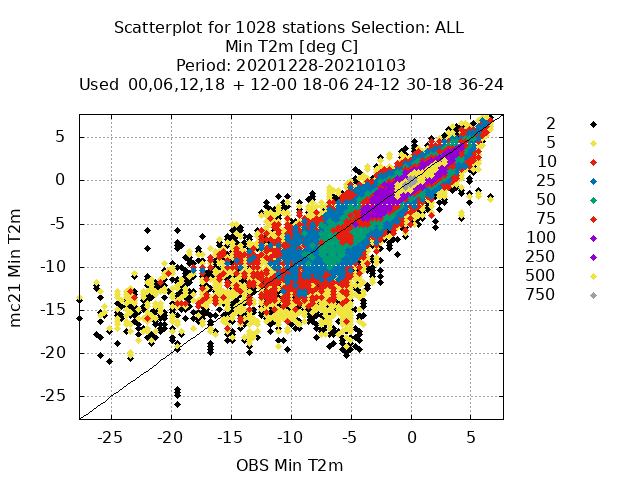 Scatterplot for 1028 stations Selection: ALL
Min T2m [deg C]
Period: 20201228-20210103
Used 00,06,12,18 + 12-00 18-06 24-12 30-18 36-24
5
0
-5
-10
-15
-20
-25
mc21 Min T2m
-25 -20 -15 -10 -5 0 5
OBS Min T2m
2
5
10
25
50
75
100
250
500
750